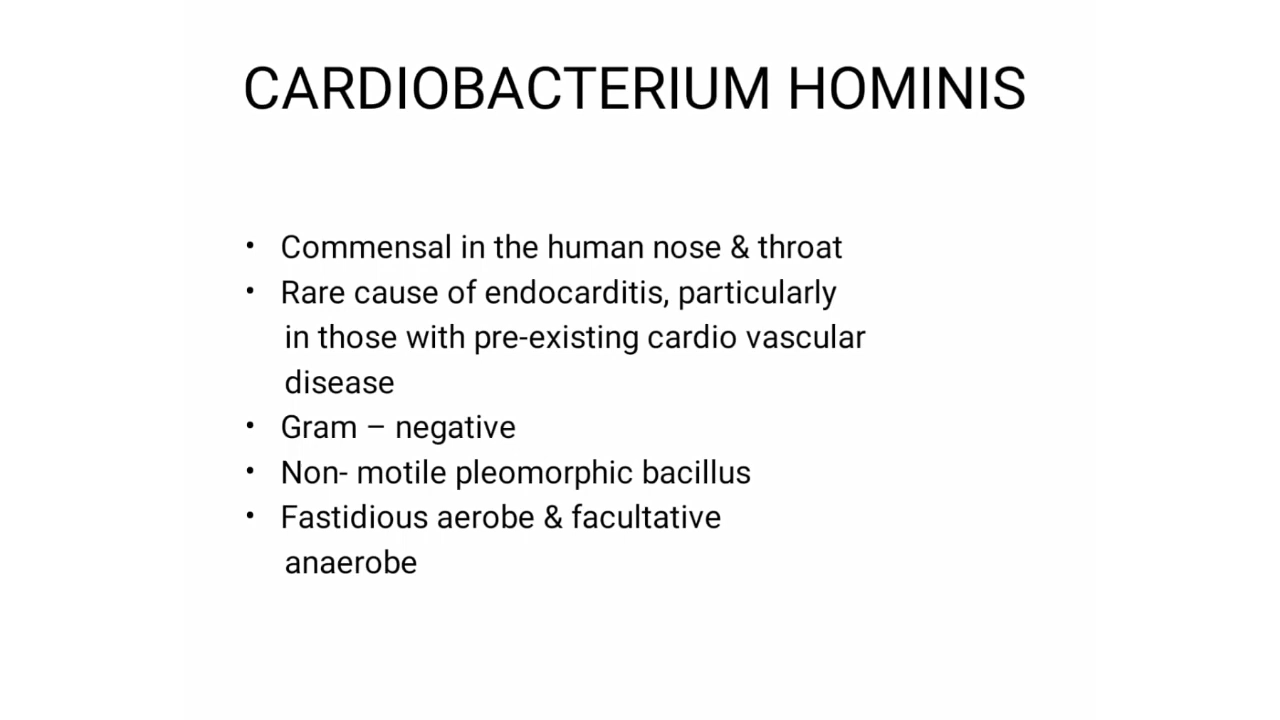 CARDIOBACTERIUM HOMINIS
• Commensal in the human nose & throat
• Rare cause of endocarditis, particularly
in those with pre-existing cardio vascular
disease
• Gram – negative
• Non- motile pleomorphic bacillus
• Fastidious aerobe & facultative
anaerobe